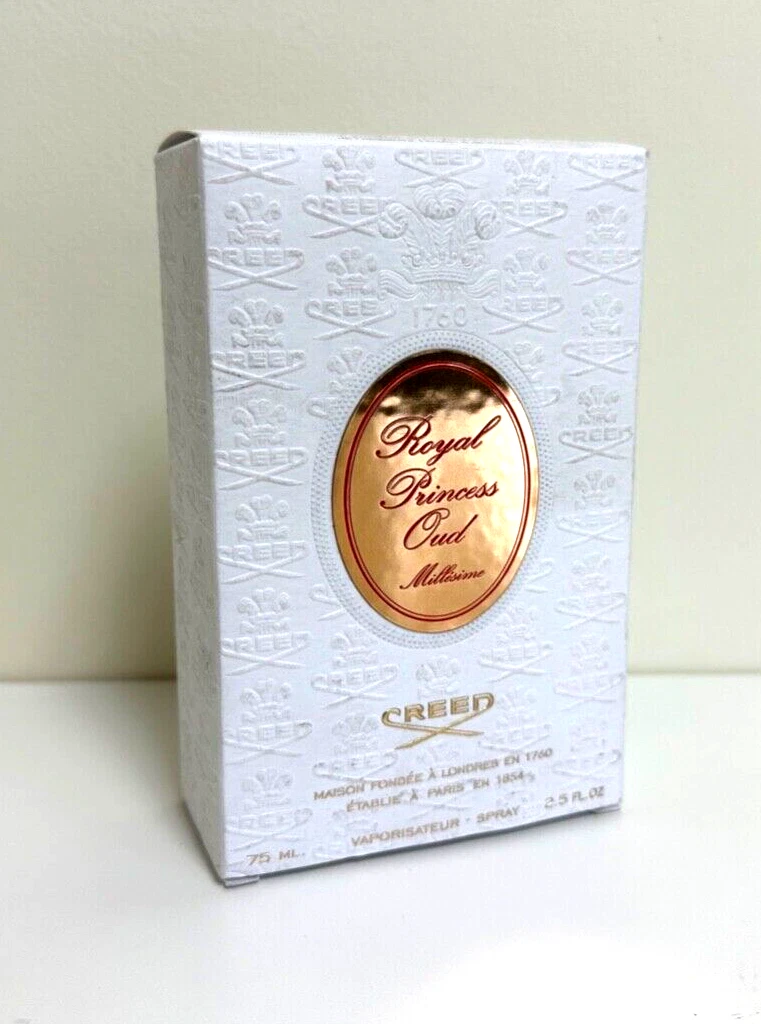 1760
Royal
Princess
Oud
Millésime
CREED
MAISON FONDÉE À LONDRES EN 1760
ÉTABLIE À PARIS EN 1854
VAPORISATEUR - SPRAY
75 ML
2.5 FL.OZ